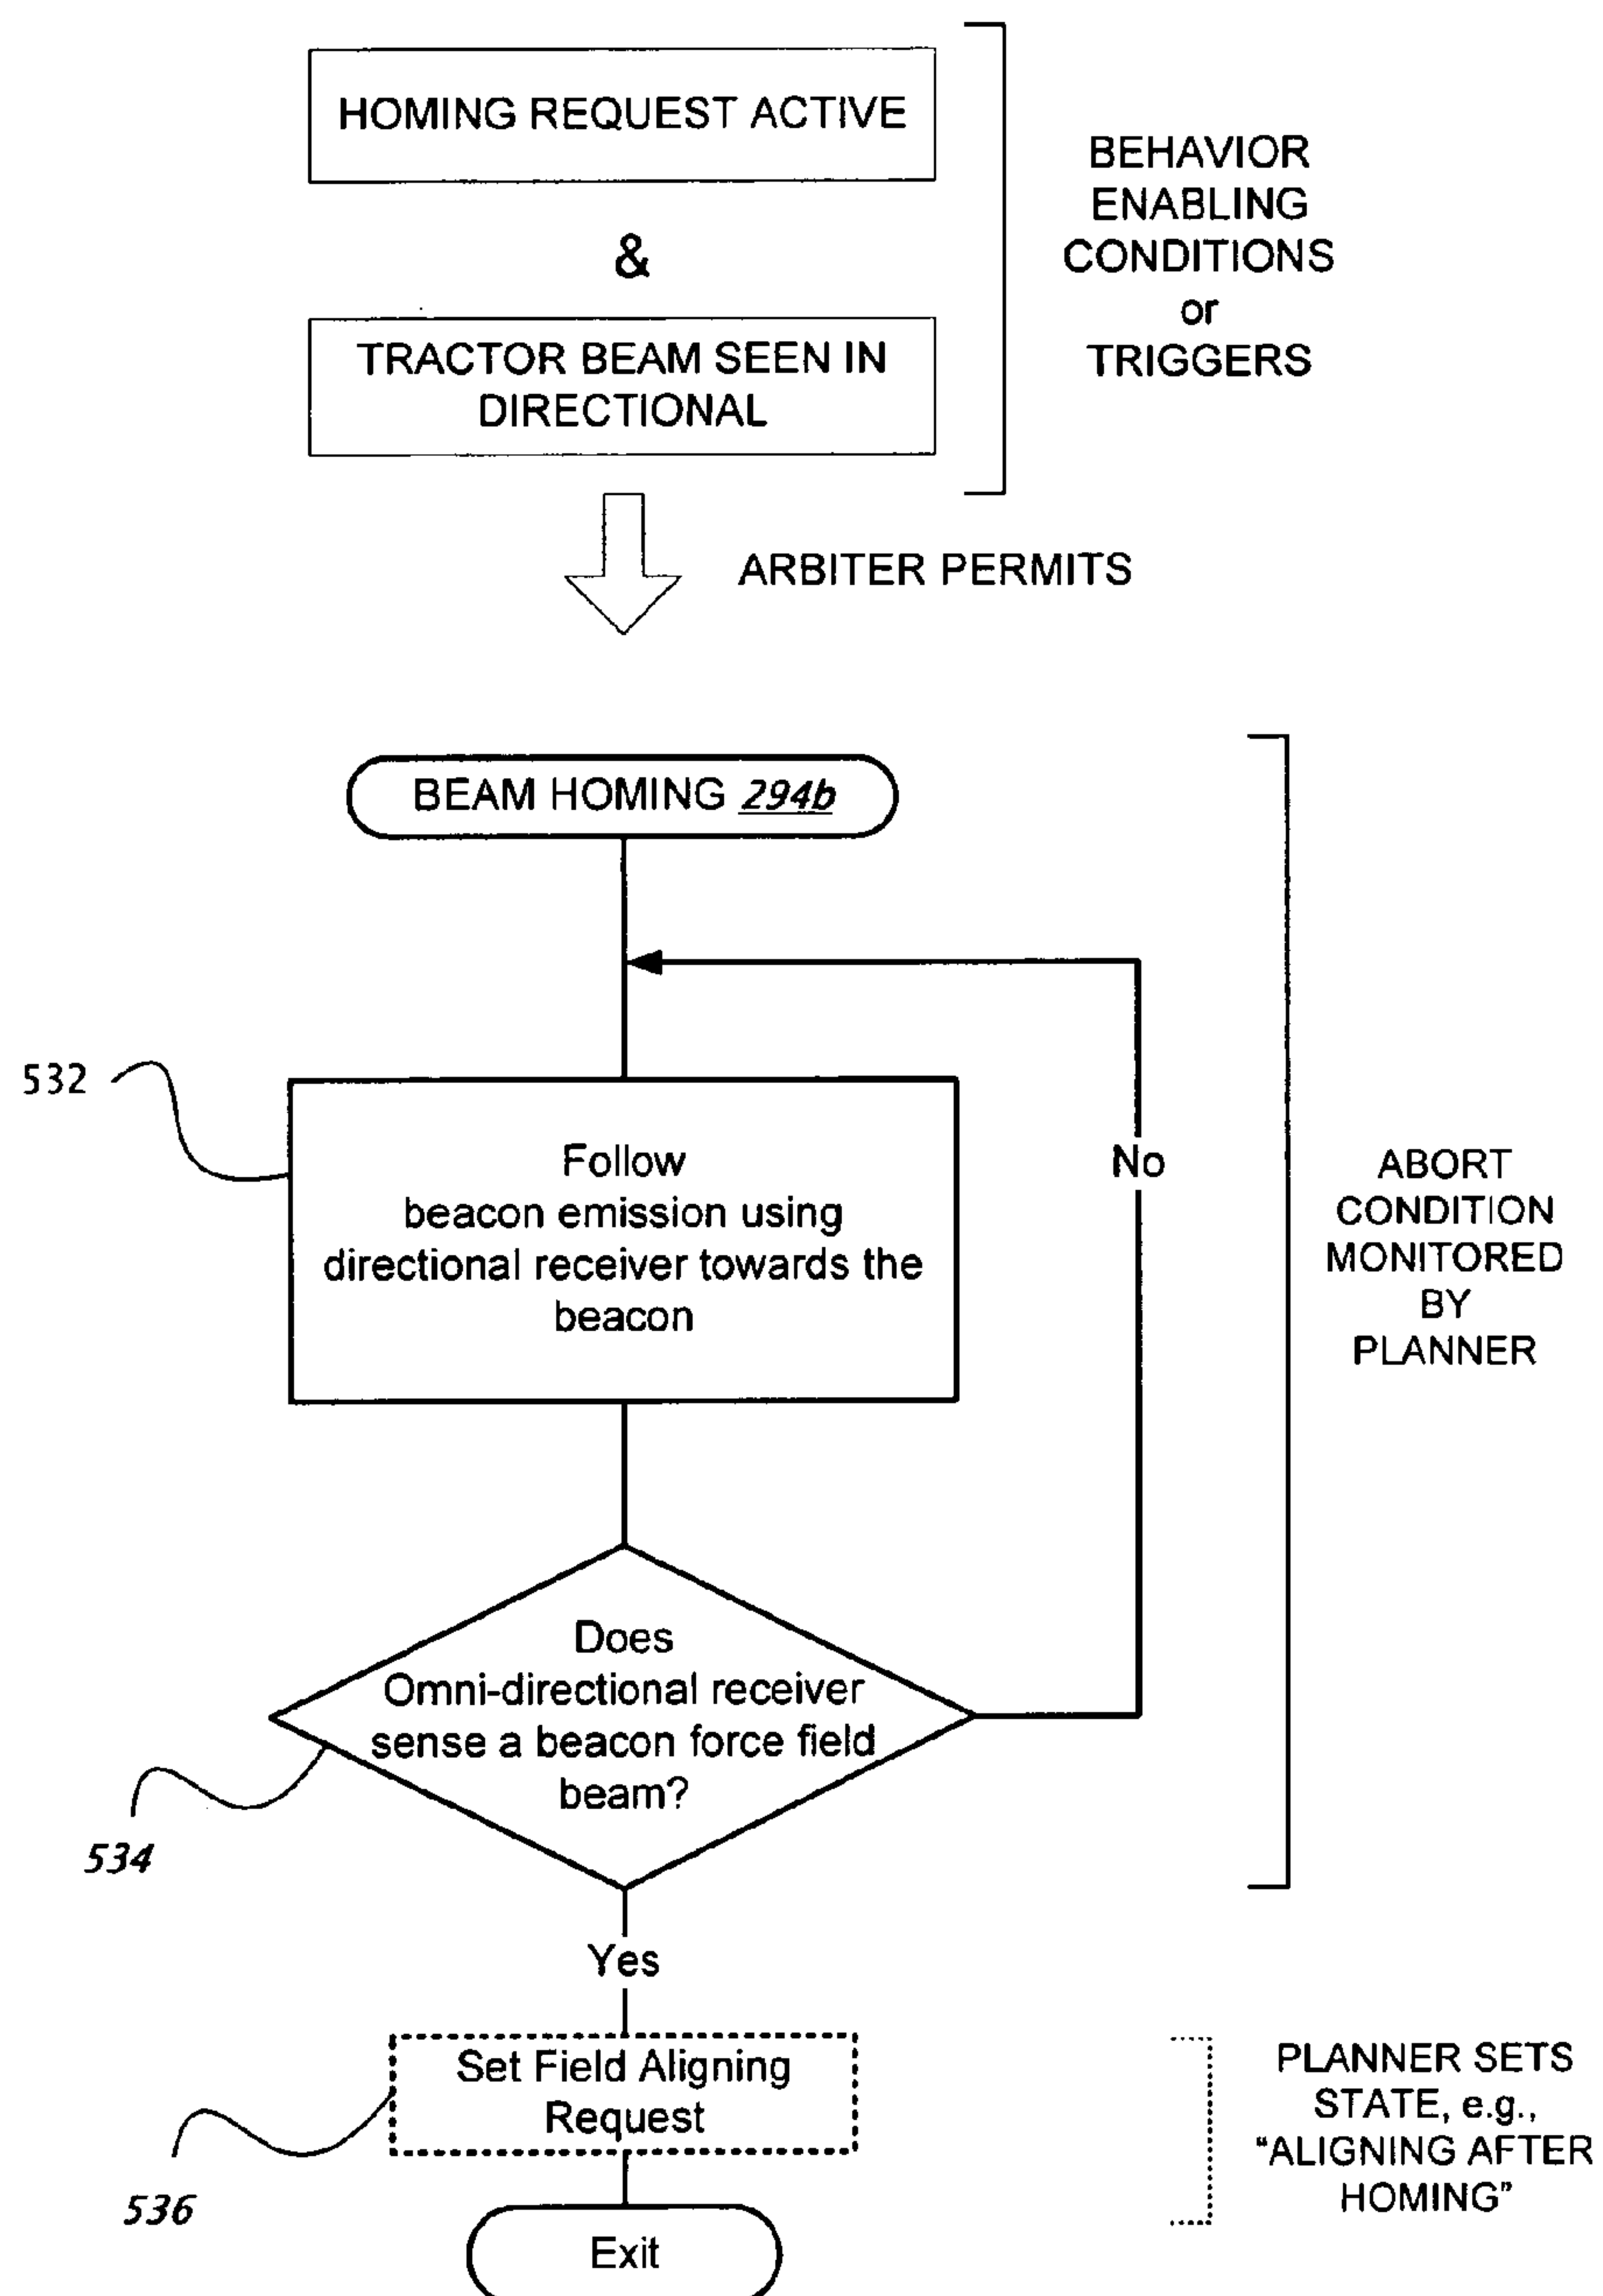 HOMING REQUEST ACTIVE
&
TRACTOR BEAM SEEN IN
DIRECTIONAL
BEHAVIOR
ENABLING
CONDITIONS
or
TRIGGERS
ARBITER PERMITS
BEAM HOMING 294b
532
Follow
beacon emission using
directional receiver towards the
beacon
No
ABORT
CONDITION
MONITORED
BY
PLANNER
Does
Omni-directional receiver
sense a beacon force field
beam?
534
Yes
Set Field Aligning
Request
536
PLANNER SETS
STATE, e.g.,
"ALIGNING AFTER
HOMING"
Exit